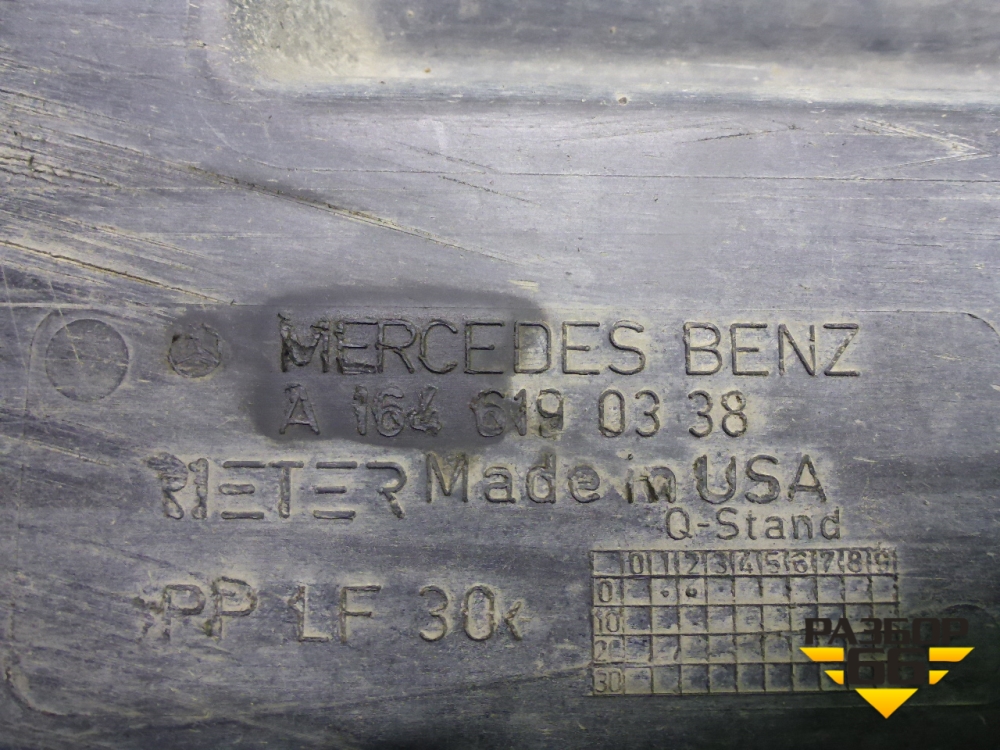 MERCEDES BENZ
A 164 619 03 38
RIETER Made in USA
Q-Stand
>PP LF 30<
0 1 2 3 4 5 6 7 8 9
0
10
20
30
РАЗБОР
66